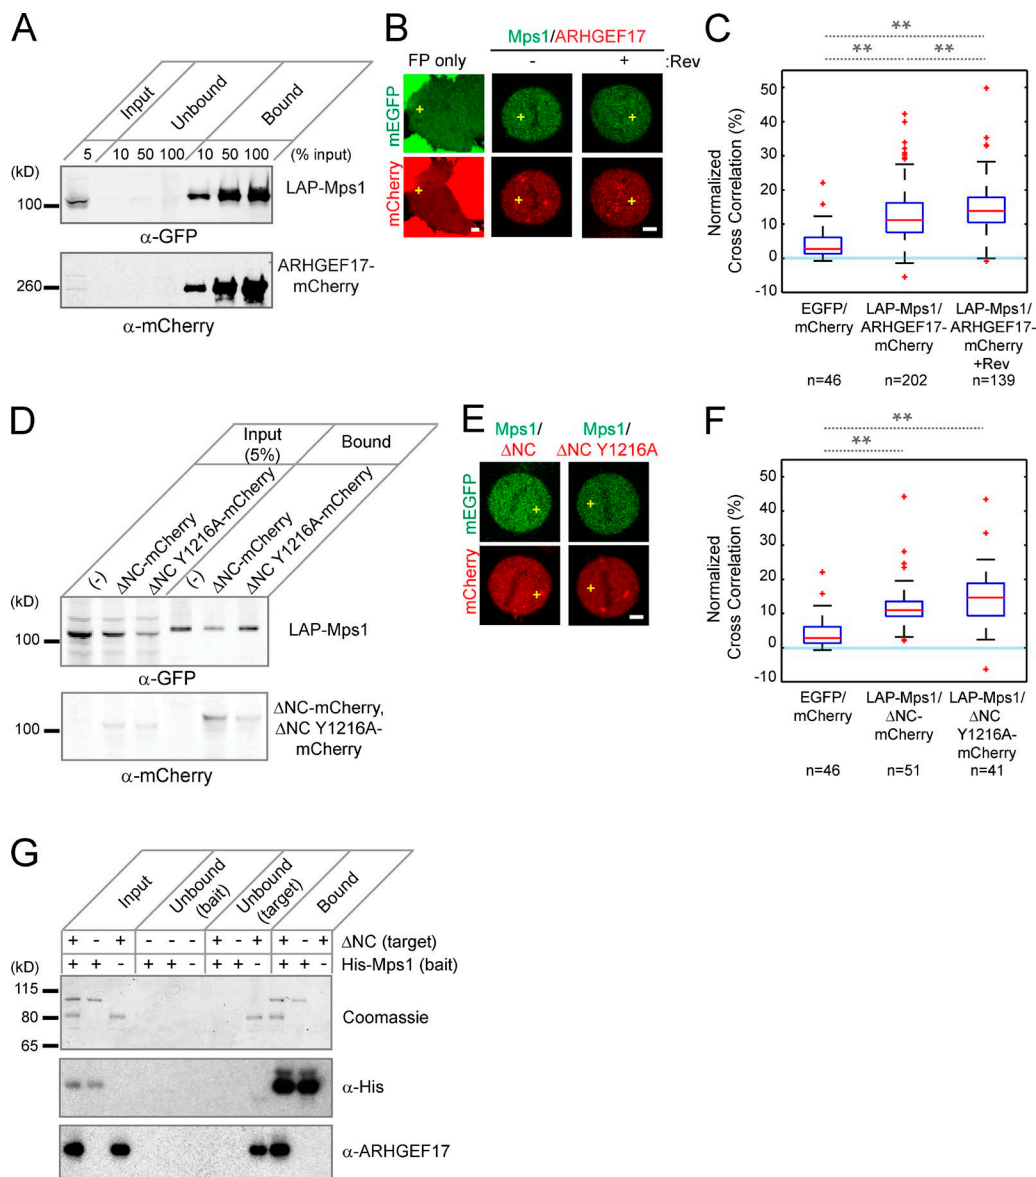 A
Input
Unbound
Bound
5 10 50 100 10 50 100 (% input)
(kD)
100
LAP-Mps1
α-GFP
260
ARHGEF17-
mCherry
α-mCherry
B
Mps1/ARHGEF17
FP only - + :Rev
mEGFP
mCherry
C
** 
** **
Normalized
Cross Correlation (%)
50
40
30
20
10
0
-10
EGFP/
mCherry
n=46
LAP-Mps1/
ARHGEF17-
mCherry
n=202
LAP-Mps1/
ARHGEF17-
mCherry
+Rev
n=139
D
Input
(5%)
Bound
(-)
ΔNC-mCherry
ΔNC Y1216A-mCherry
(-)
ΔNC-mCherry
ΔNC Y1216A-mCherry
(kD)
100
LAP-Mps1
α-GFP
100
ΔNC-mCherry,
ΔNC Y1216A-
mCherry
α-mCherry
E
Mps1/
ΔNC
Mps1/
ΔNC Y1216A
mEGFP
mCherry
F
**
**
Normalized
Cross Correlation (%)
50
40
30
20
10
0
-10
EGFP/
mCherry
n=46
LAP-Mps1/
ΔNC-
mCherry
n=51
LAP-Mps1/
ΔNC
Y1216A-
mCherry
n=41
G
Input
Unbound
(bait)
Unbound
(target)
Bound
+ - + - - - + - + + - + ΔNC (target)
+ + - + + - + + - + + - His-Mps1 (bait)
(kD)
115
80
65
Coomassie
α-His
α-ARHGEF17